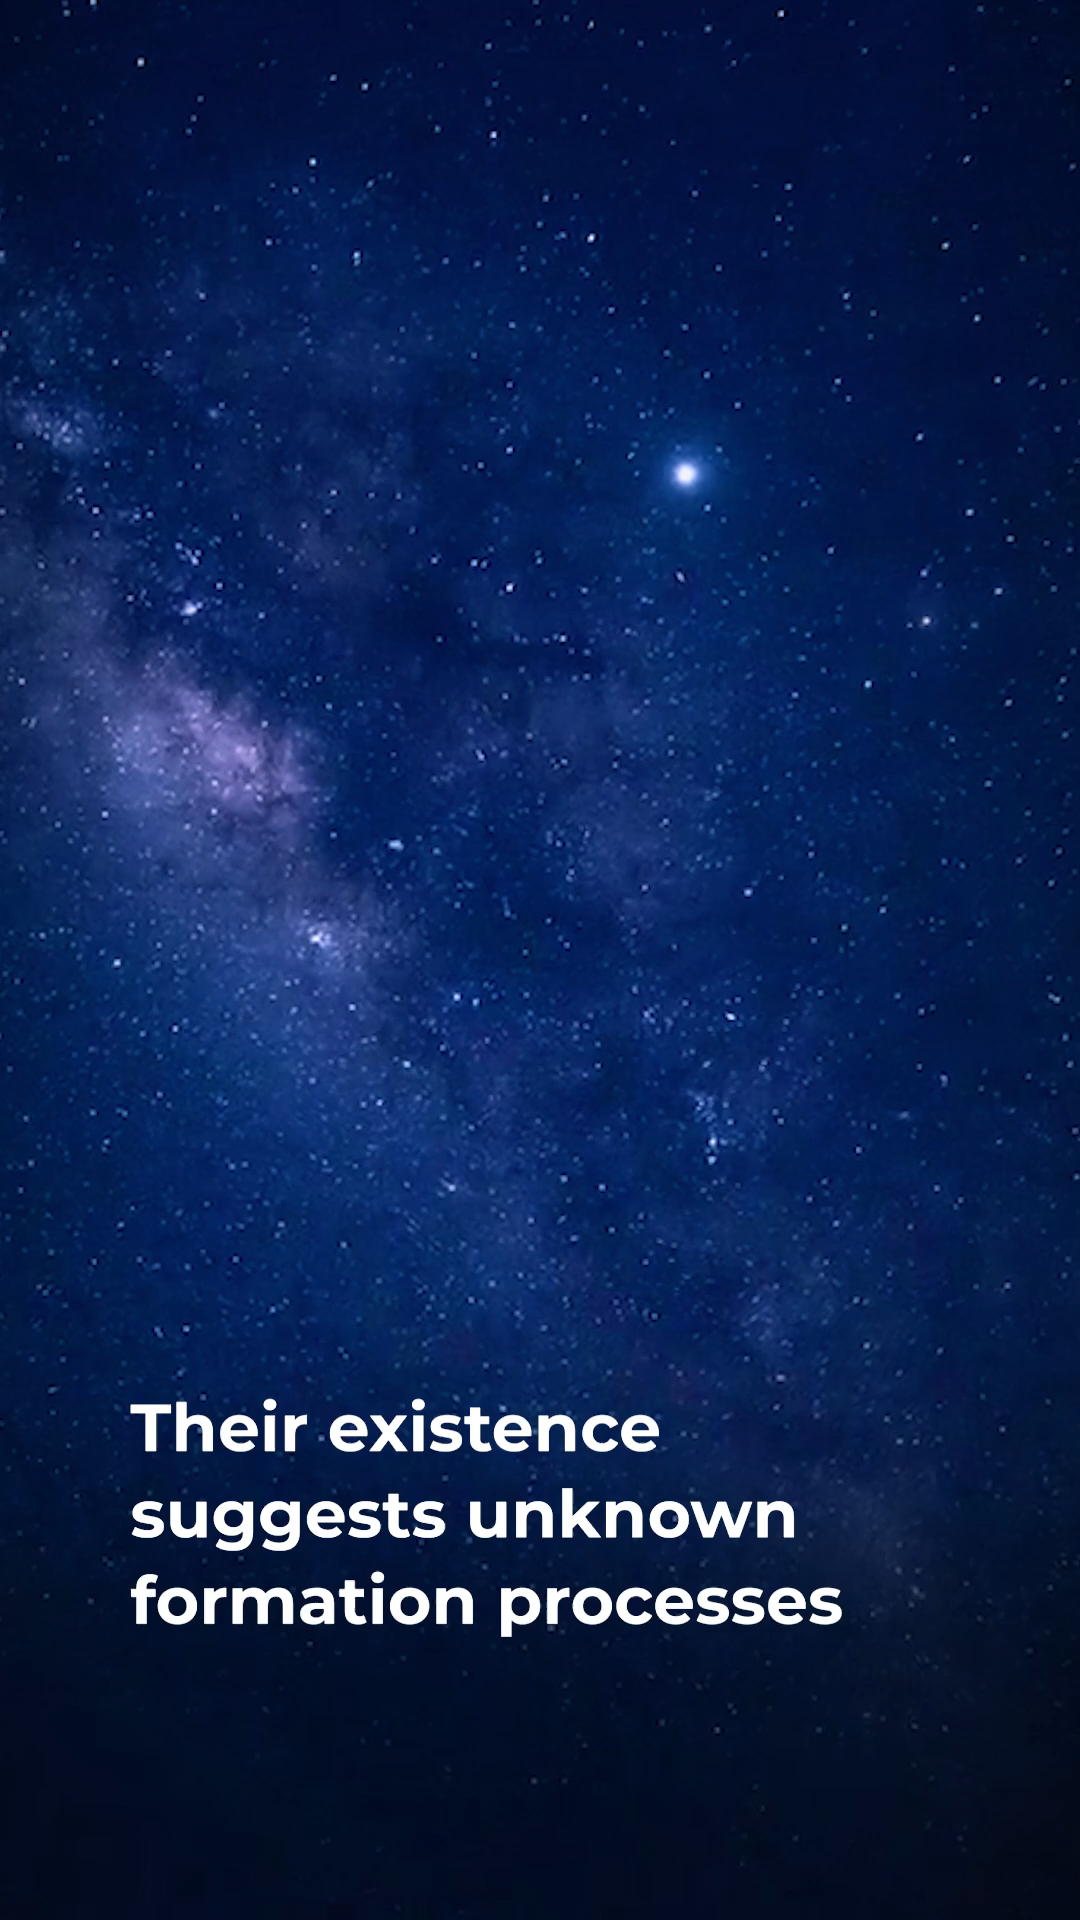 Their existence
suggests unknown
formation processes